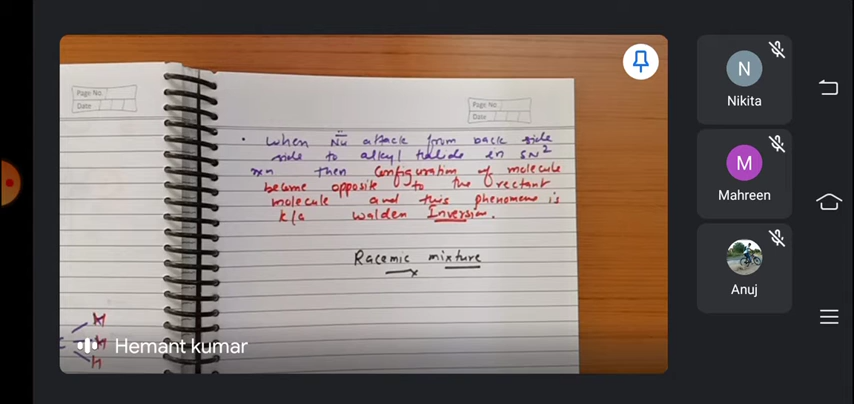 Page No.
Date
Page No.
Date
• When Nü attack from back side
side to alkyl halide in SN²
rxn then configuration of molecule
become opposite to the rectant
molecule and this phenomena is
k/a Walden Inversion.
Racemic mixture
H
H
H
Hemant kumar
N
Nikita
M
Mahreen
Anuj